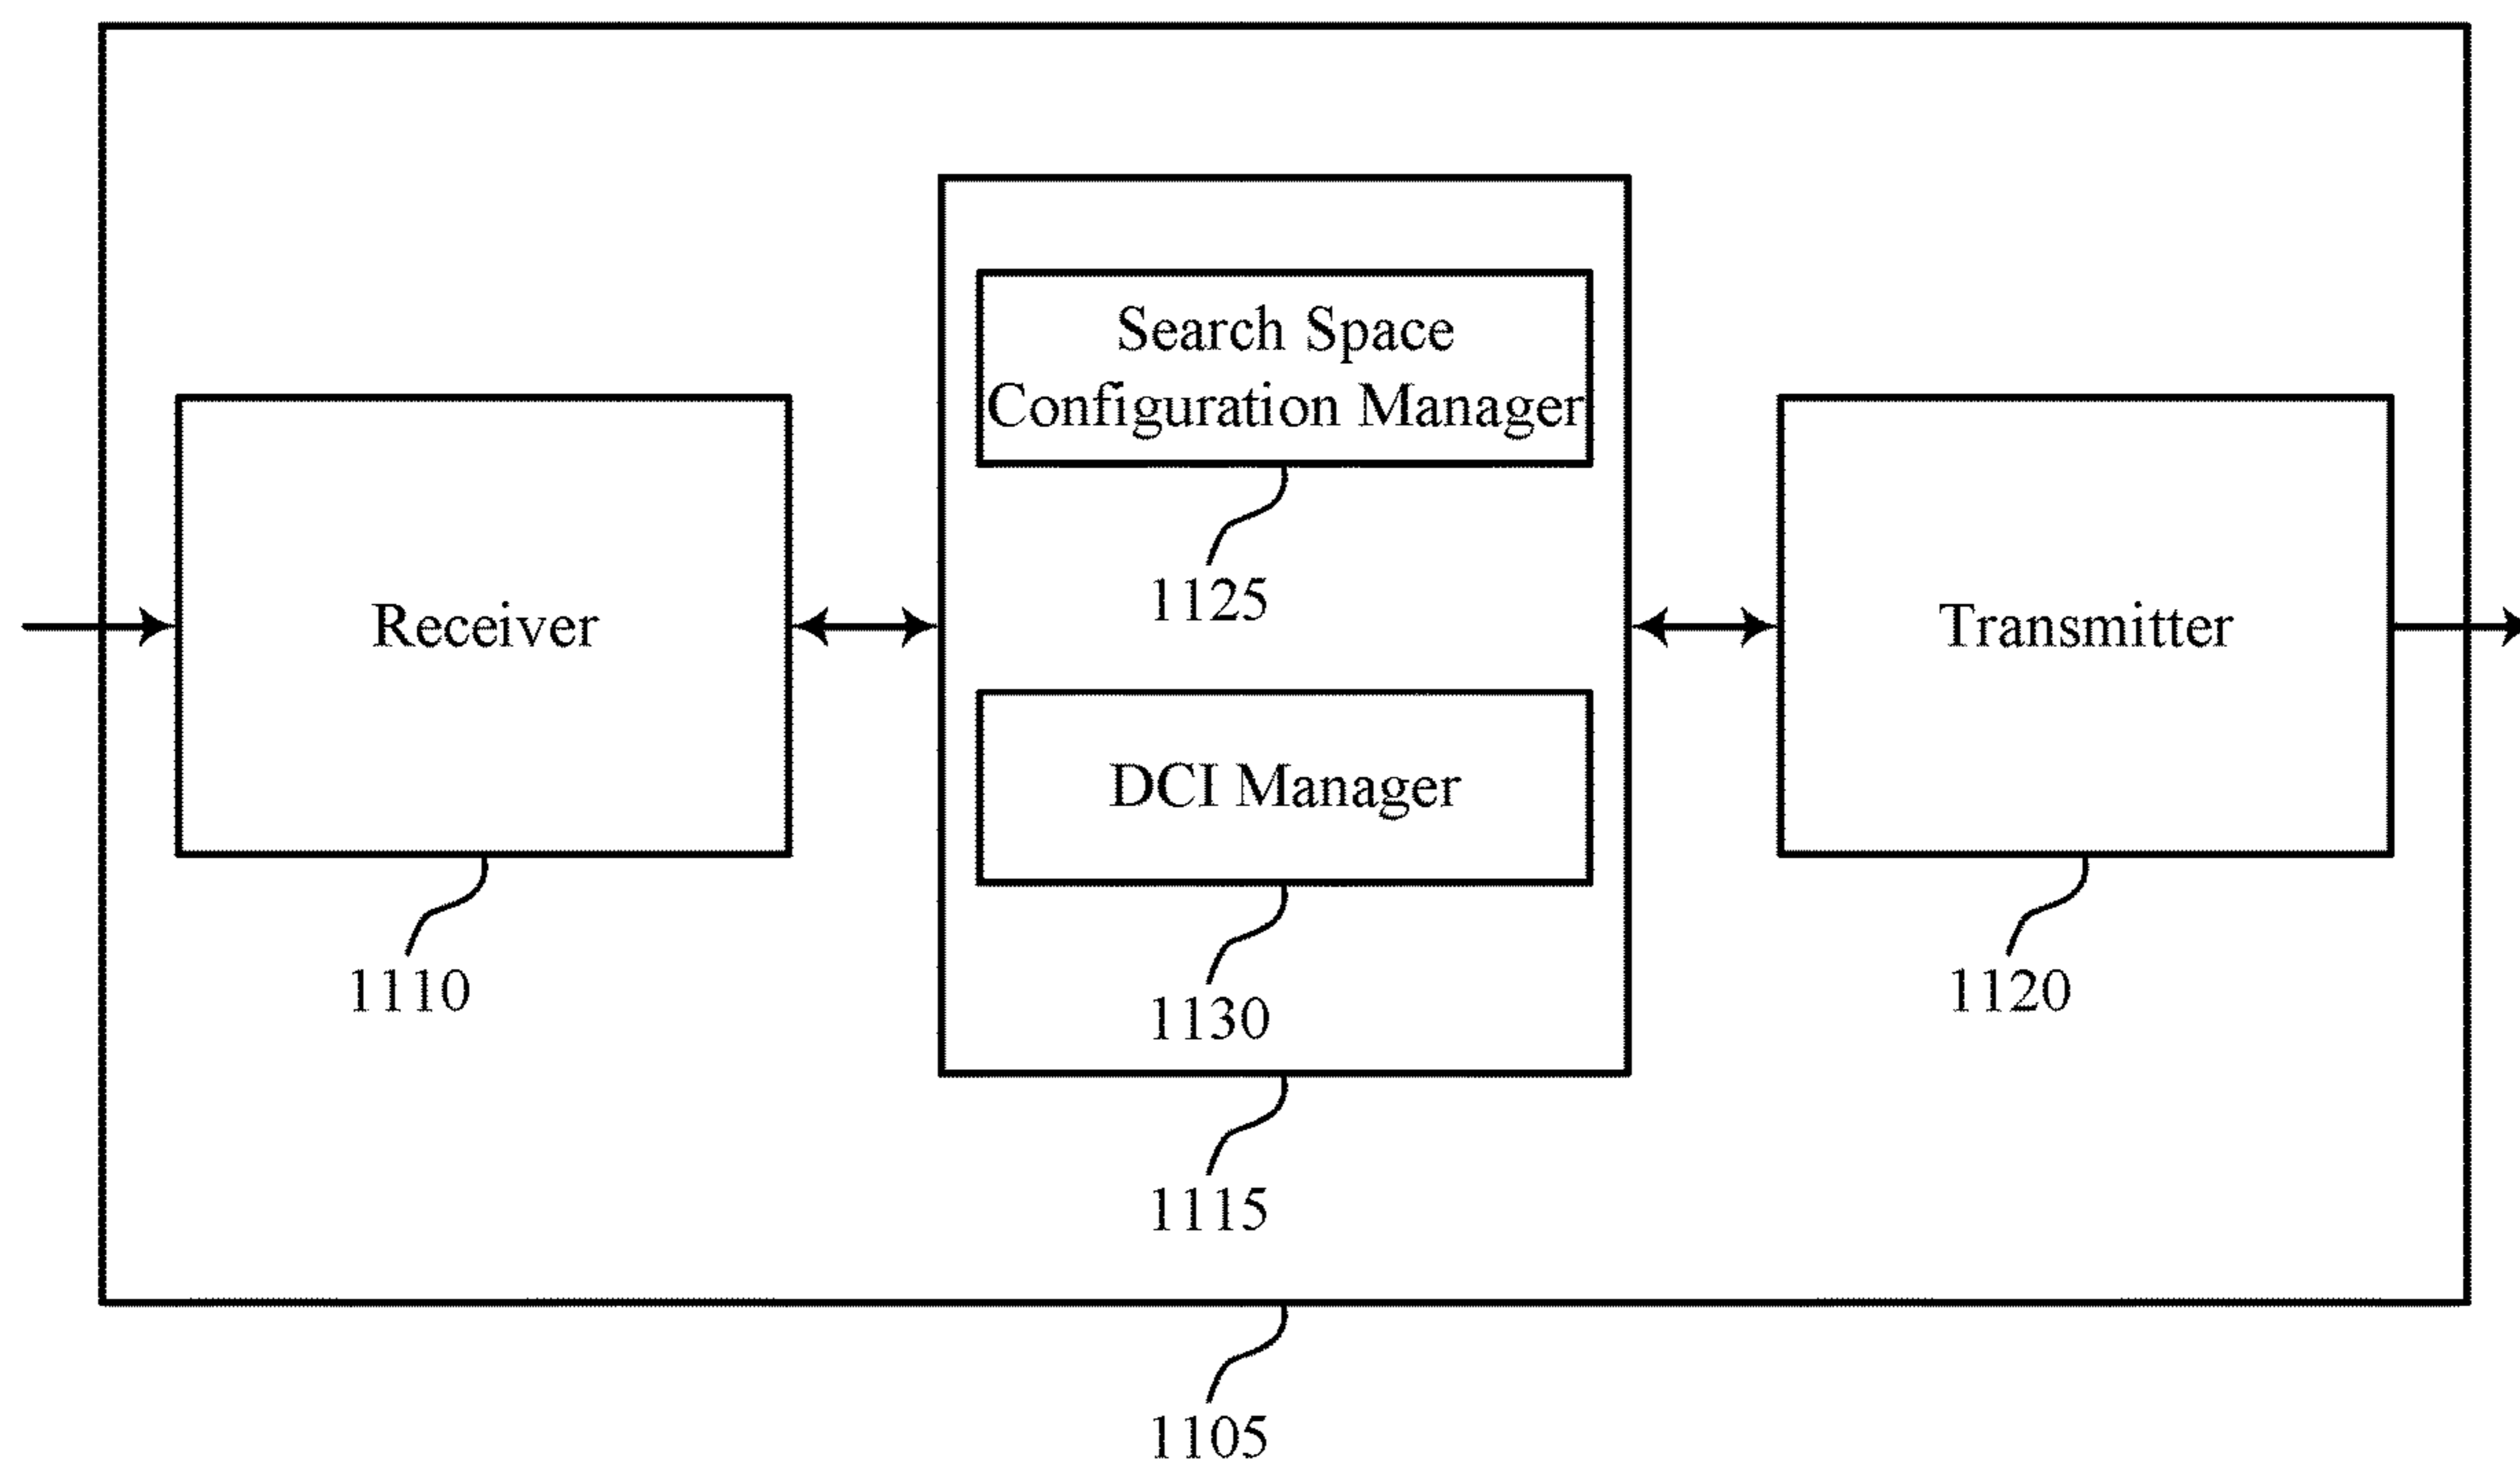 Search Space
Configuration Manager
1125
Receiver
Transmitter
DCI Manager
1110
1130
1120
1115
1105